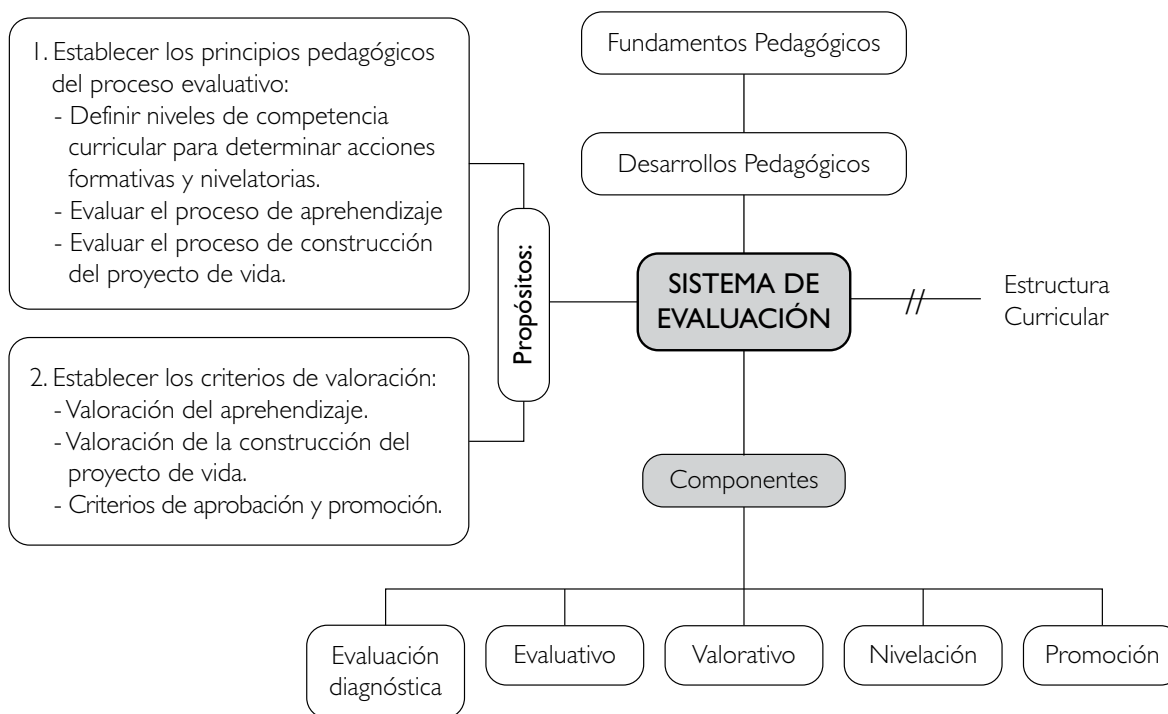 1. Establecer los principios pedagógicos
del proceso evaluativo:
- Definir niveles de competencia
curricular para determinar acciones
formativas y nivelatorias.
- Evaluar el proceso de aprehendizaje
- Evaluar el proceso de construcción
del proyecto de vida.
2. Establecer los criterios de valoración:
- Valoración del aprehendizaje.
- Valoración de la construcción del
proyecto de vida.
- Criterios de aprobación y promoción.
Propósitos:
Fundamentos Pedagógicos
Desarrollos Pedagógicos
SISTEMA DE
EVALUACIÓN
//
Estructura
Curricular
Componentes
Evaluación
diagnóstica
Evaluativo
Valorativo
Nivelación
Promoción